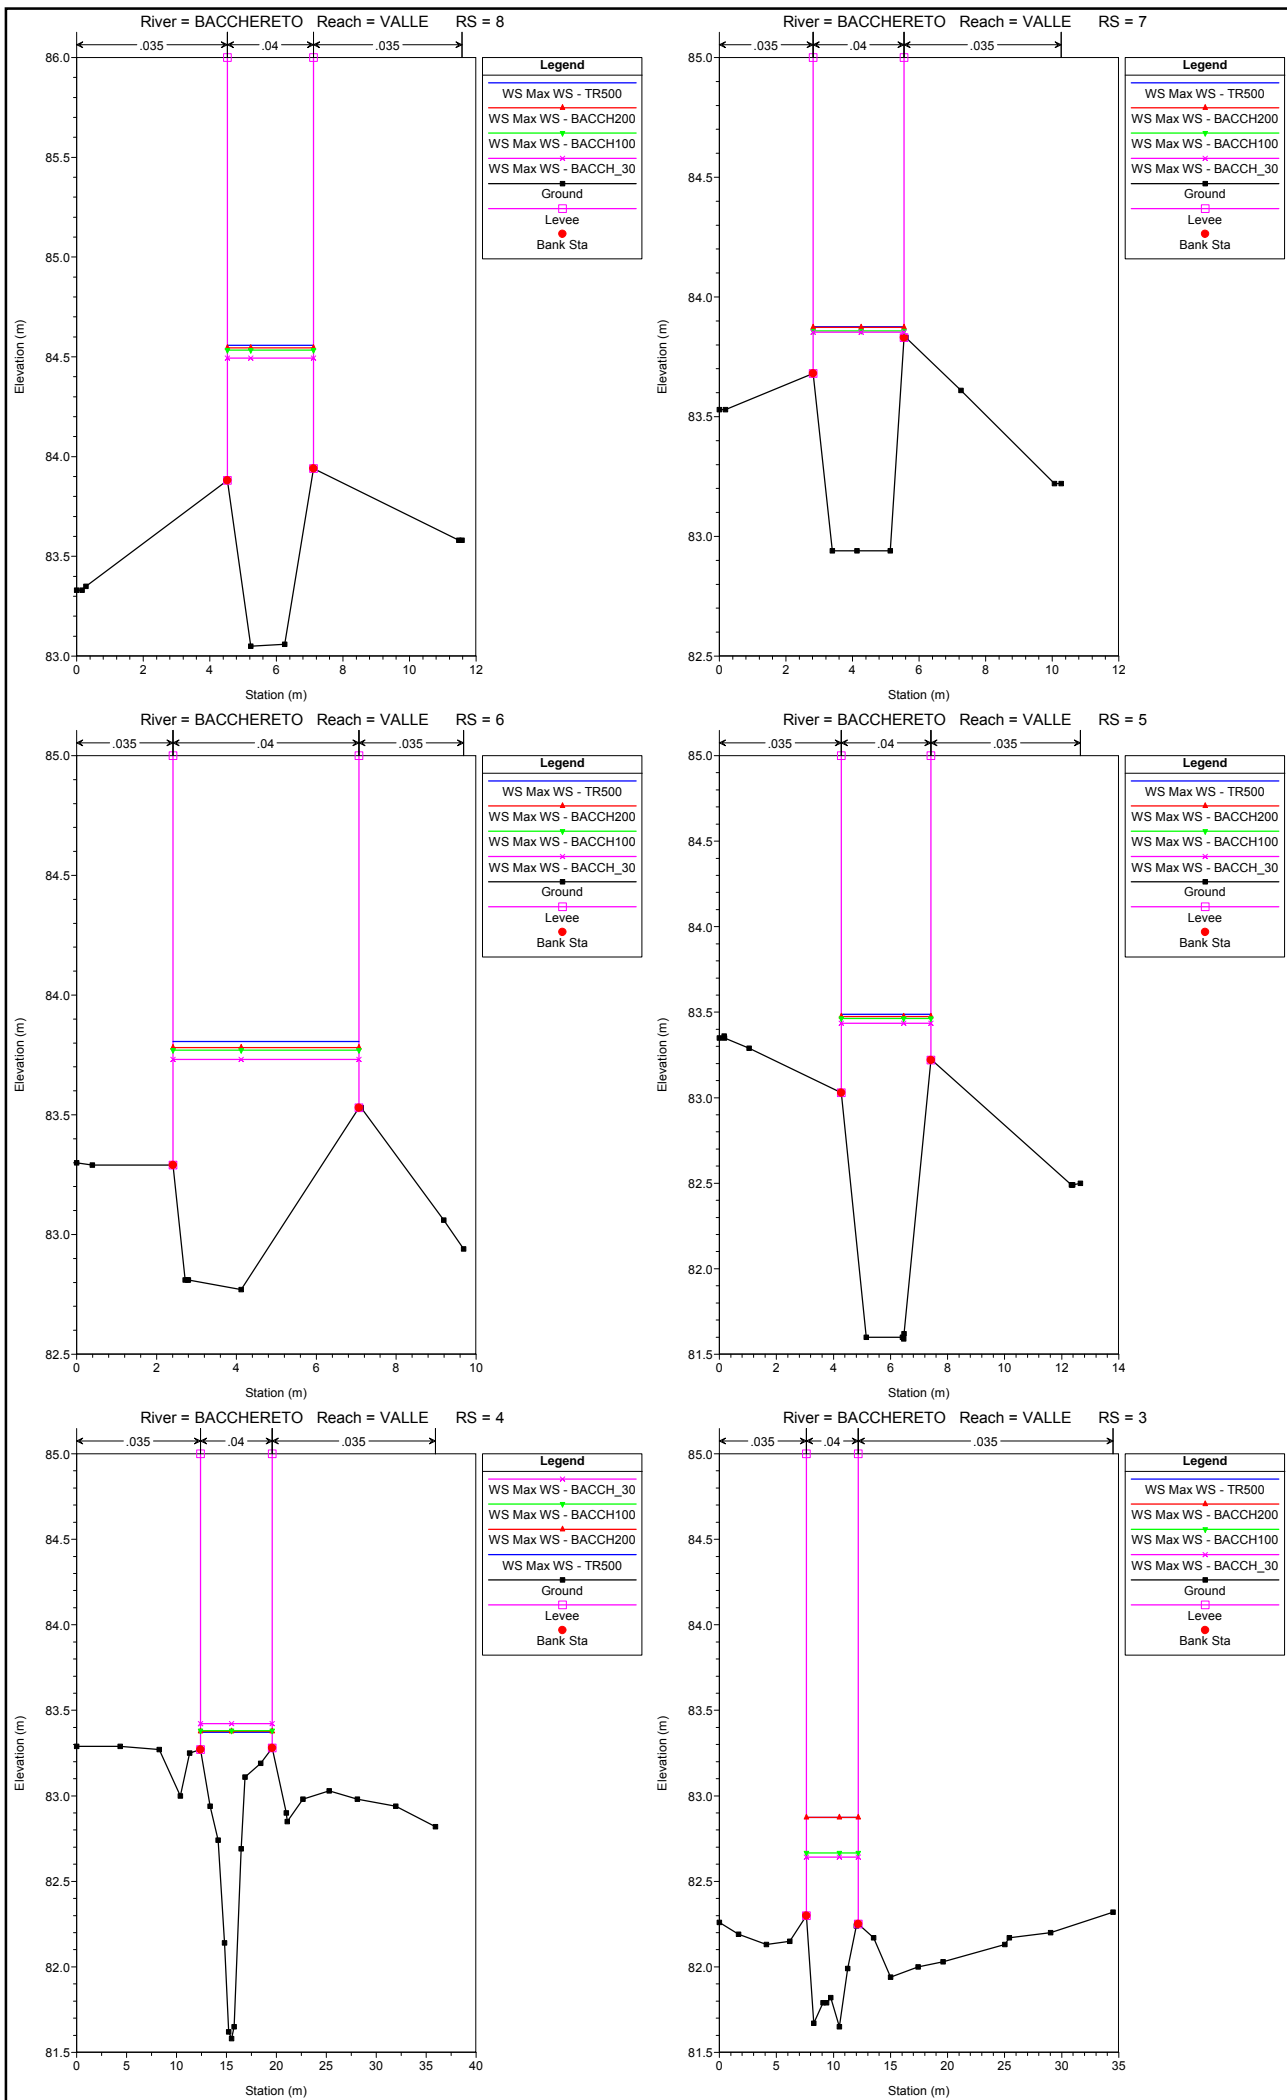 River = BACCHERETO Reach = VALLE RS = 8
.035 .04 .035
Elevation (m)
86.0
85.5
85.0
84.5
84.0
83.5
83.0
0 2 4 6 8 10 12
Station (m)
Legend
WS Max WS - TR500
WS Max WS - BACCH200
WS Max WS - BACCH100
WS Max WS - BACCH_30
Ground
Levee
Bank Sta
River = BACCHERETO Reach = VALLE RS = 7
.035 .04 .035
Elevation (m)
85.0
84.5
84.0
83.5
83.0
82.5
0 2 4 6 8 10 12
Station (m)
Legend
WS Max WS - TR500
WS Max WS - BACCH200
WS Max WS - BACCH100
WS Max WS - BACCH_30
Ground
Levee
Bank Sta
River = BACCHERETO Reach = VALLE RS = 6
.035 .04 .035
Elevation (m)
85.0
84.5
84.0
83.5
83.0
82.5
0 2 4 6 8 10
Station (m)
Legend
WS Max WS - TR500
WS Max WS - BACCH200
WS Max WS - BACCH100
WS Max WS - BACCH_30
Ground
Levee
Bank Sta
River = BACCHERETO Reach = VALLE RS = 5
.035 .04 .035
Elevation (m)
85.0
84.5
84.0
83.5
83.0
82.5
82.0
81.5
0 2 4 6 8 10 12 14
Station (m)
Legend
WS Max WS - TR500
WS Max WS - BACCH200
WS Max WS - BACCH100
WS Max WS - BACCH_30
Ground
Levee
Bank Sta
River = BACCHERETO Reach = VALLE RS = 4
.035 .04 .035
Elevation (m)
85.0
84.5
84.0
83.5
83.0
82.5
82.0
81.5
0 5 10 15 20 25 30 35 40
Station (m)
Legend
WS Max WS - BACCH_30
WS Max WS - BACCH100
WS Max WS - BACCH200
WS Max WS - TR500
Ground
Levee
Bank Sta
River = BACCHERETO Reach = VALLE RS = 3
.035 .04 .035
Elevation (m)
85.0
84.5
84.0
83.5
83.0
82.5
82.0
81.5
0 5 10 15 20 25 30 35
Station (m)
Legend
WS Max WS - TR500
WS Max WS - BACCH200
WS Max WS - BACCH100
WS Max WS - BACCH_30
Ground
Levee
Bank Sta